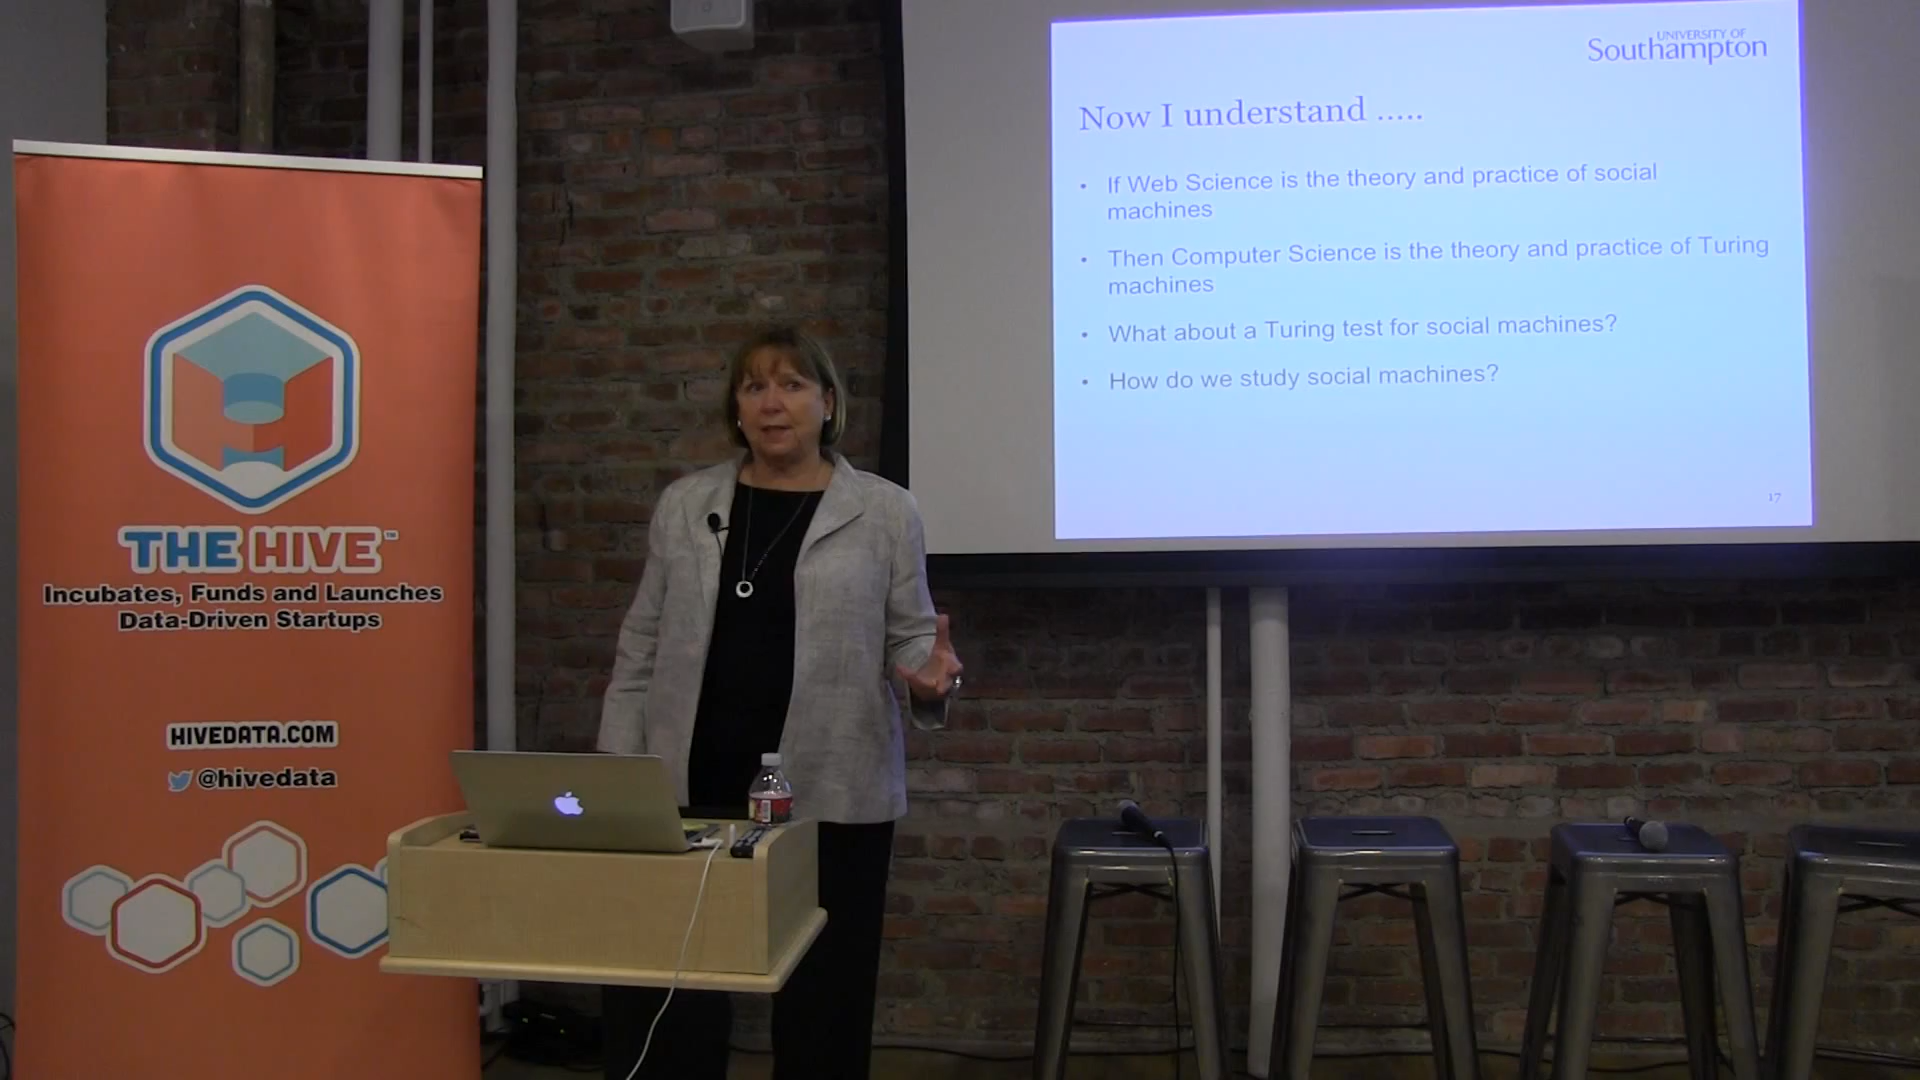 THE HIVE™
Incubates, Funds and Launches
Data-Driven Startups
HIVEDATA.COM
@hivedata
UNIVERSITY OF
Southampton
Now I understand .....
• If Web Science is the theory and practice of social
machines
• Then Computer Science is the theory and practice of Turing
machines
• What about a Turing test for social machines?
• How do we study social machines?
17